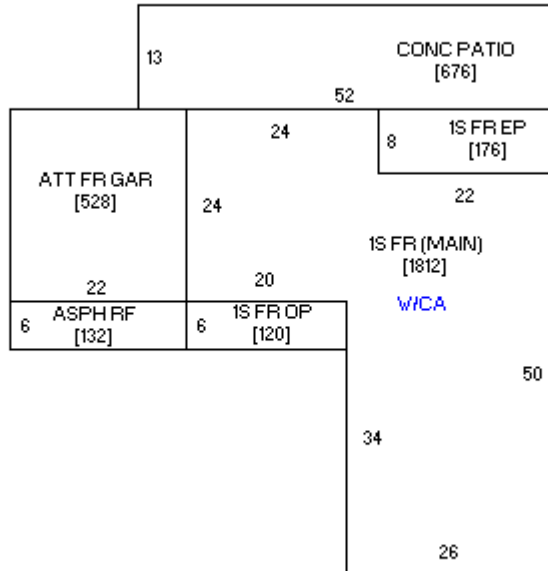 13
CONC PATIO
[676]
52
24
8
1S FR EP
[176]
22
ATT FR GAR
[528]
24
1S FR (MAIN)
[1812]
22
20
W/CA
6
ASPH RF
[132]
6
1S FR OP
[120]
50
34
26